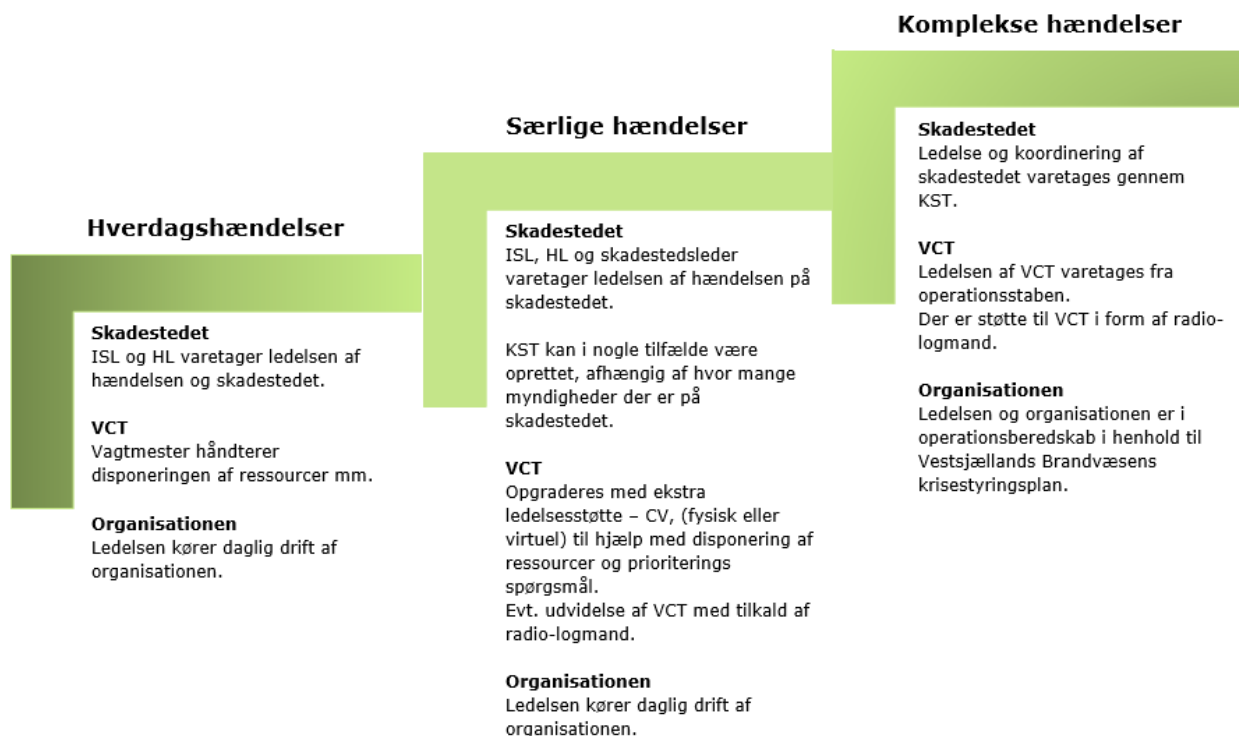 Hverdagshændelser
Skadestedet
ISL og HL varetager ledelsen af
hændelsen og skadestedet.
VCT
Vagtmester håndterer
disponeringen af ressourcer mm.
Organisationen
Ledelsen kører daglig drift af
organisationen.
Særlige hændelser
Skadestedet
ISL, HL og skadestedsleder
varetager ledelsen af hændelsen på
skadestedet.
KST kan i nogle tilfælde være
oprettet, afhængig af hvor mange
myndigheder der er på
skadestedet.
VCT
Opgraderes med ekstra
ledelsesstøtte – CV, (fysisk eller
virtuel) til hjælp med disponering af
ressourcer og prioriterings
spørgsmål.
Evt. udvidelse af VCT med tilkald af
radio-logmand.
Organisationen
Ledelsen kører daglig drift af
organisationen.
Komplekse hændelser
Skadestedet
Ledelse og koordinering af
skadestedet varetages gennem
KST.
VCT
Ledelsen af VCT varetages fra
operationsstaben.
Der er støtte til VCT i form af radio-
logmand.
Organisationen
Ledelsen og organisationen er i
operationsberedskab i henhold til
Vestsjællands Brandvæsens
krisestyringsplan.